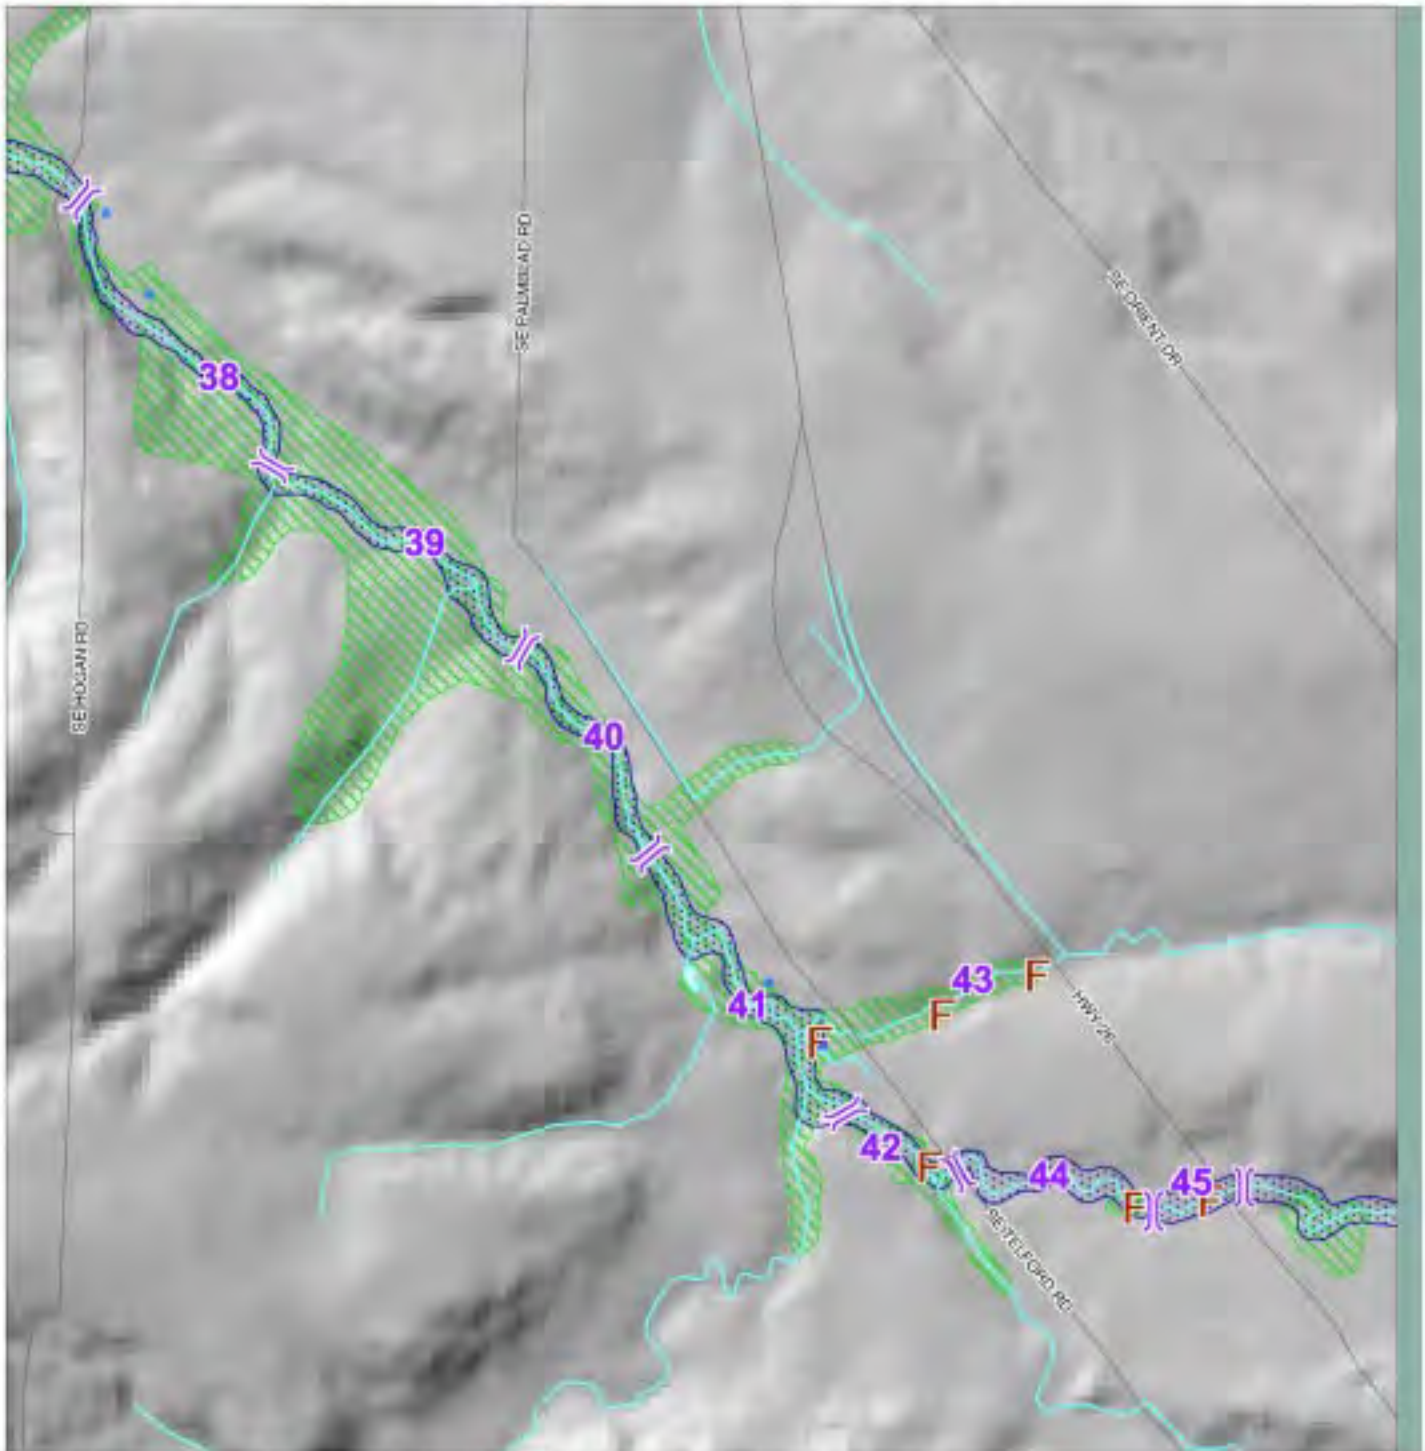 SE PALMBLAD RD
SE ORIENT DR
38
39
SE HOGAN RD
40
43
F
F
HWY 26
41
F
42
F
44
45
F
F
SE TELFORD RD